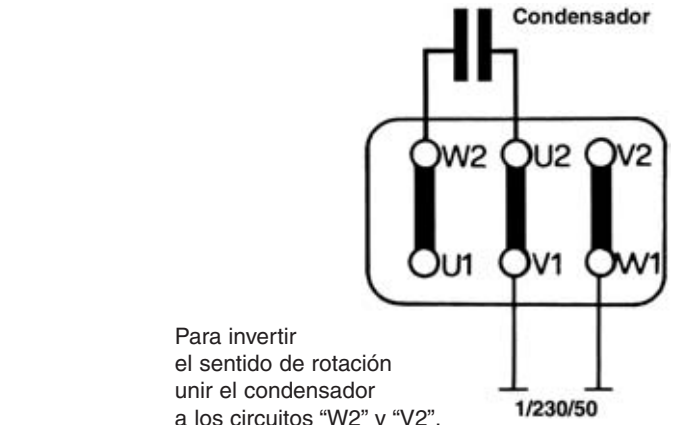 Condensador
W2 U2 V2
U1 V1 W1
Para invertir
el sentido de rotación
unir el condensador
a los circuitos “W2” y “V2”.
1/230/50